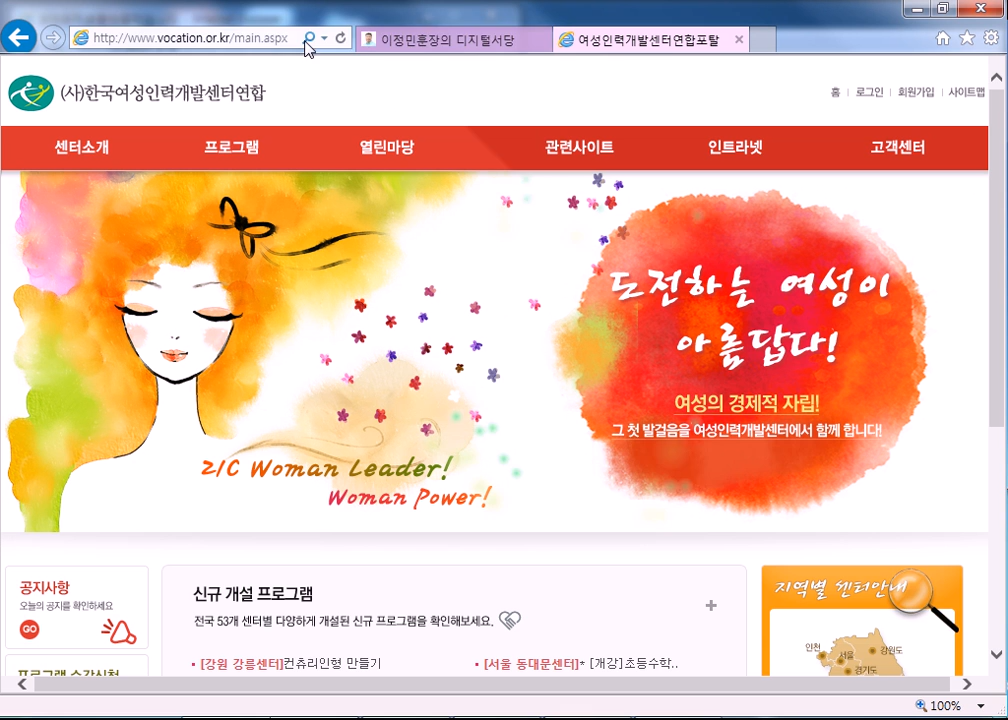 http://www.vocation.or.kr/main.aspx
이정민훈장의 디지털서당
여성인력개발센터연합포탈
(사)한국여성인력개발센터연합
홈 | 로그인 | 회원가입 | 사이트맵
센터소개 프로그램 열린마당 관련사이트 인트라넷 고객센터
도전하는 여성이
아름답다!
여성의 경제적 자립!
그 첫 발걸음을 여성인력개발센터에서 함께 합니다!
21C Woman Leader!
Woman Power!
공지사항
오늘의 공지를 확인하세요
GO
프로그램 수강신청
신규 개설 프로그램
전국 53개 센터별 다양하게 개설된 신규 프로그램을 확인해보세요.
[강원 강릉센터]컨츄리인형 만들기
[서울 동대문센터]* [개강]초등수학..
지역별 센터안내
인천
서울
강원도
경기도
100%